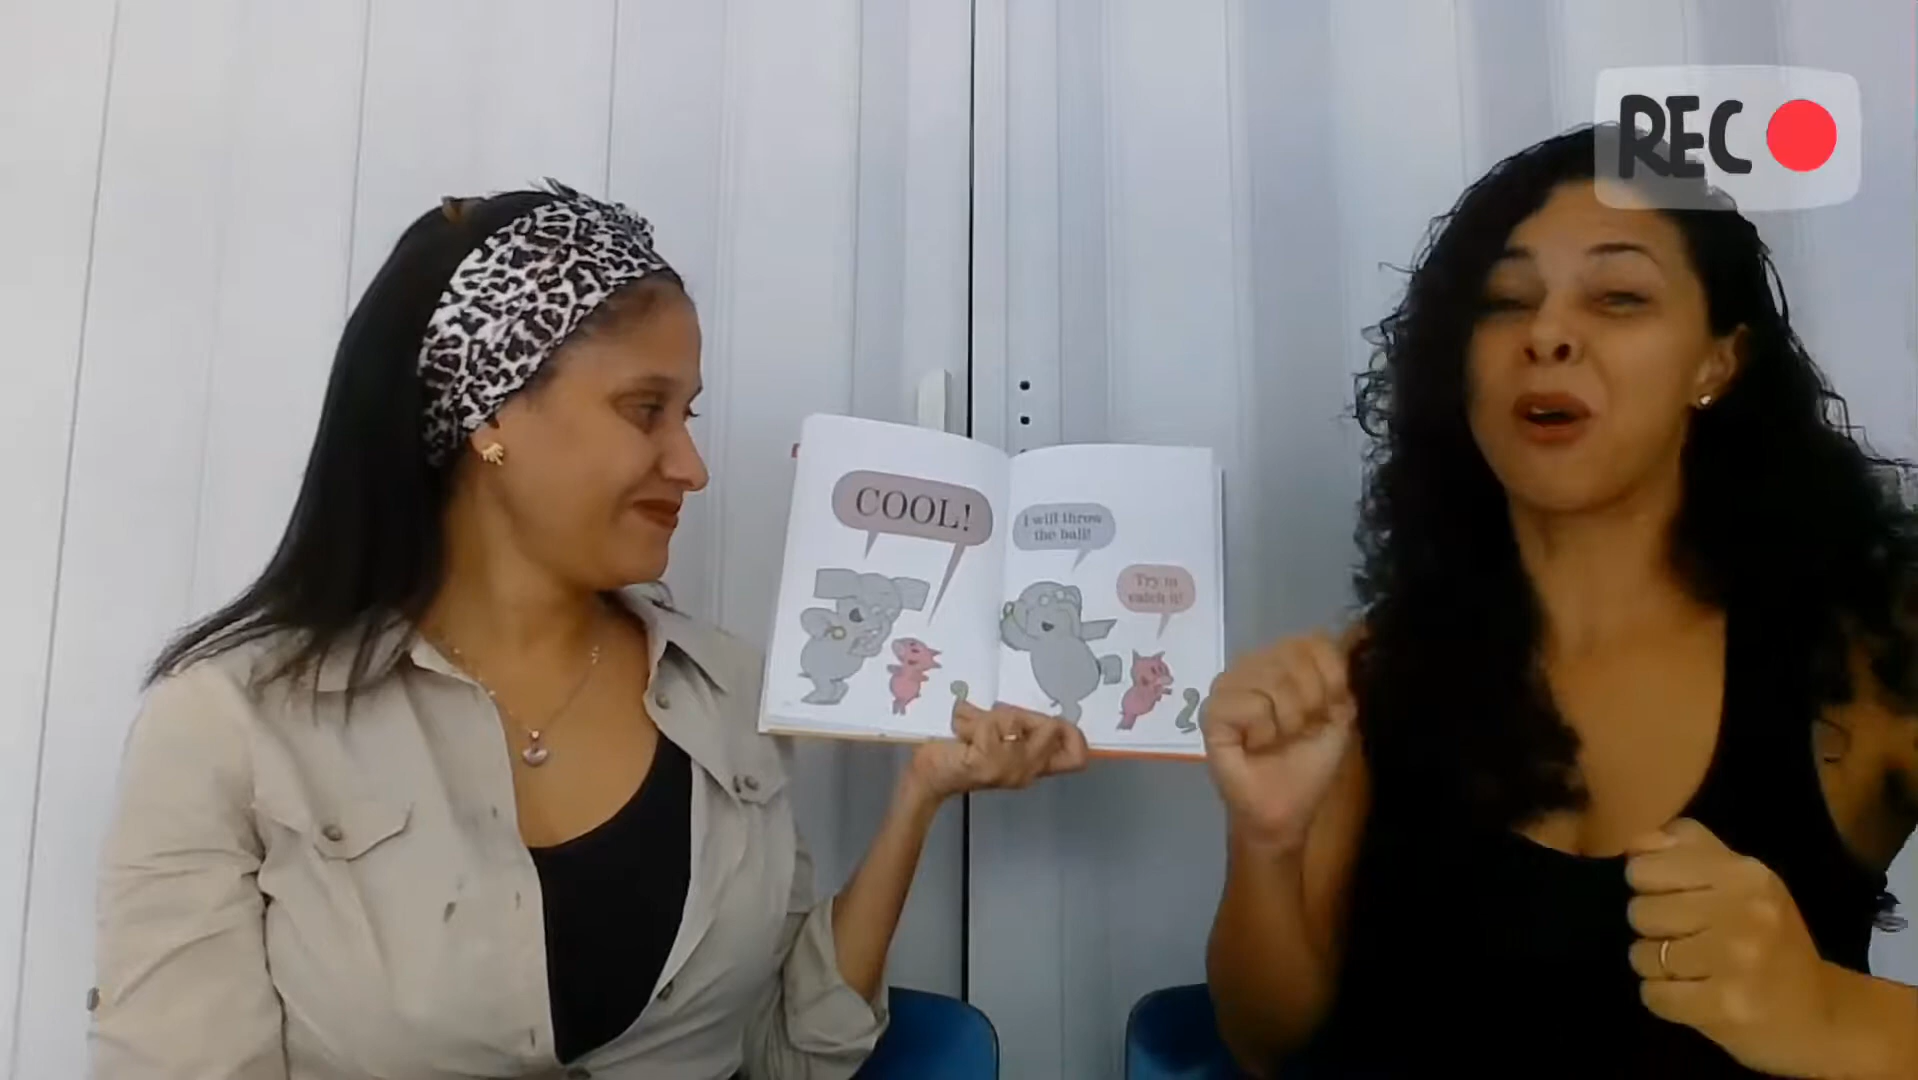 REC
COOL!
I will throw
the ball!
Try to
catch it!